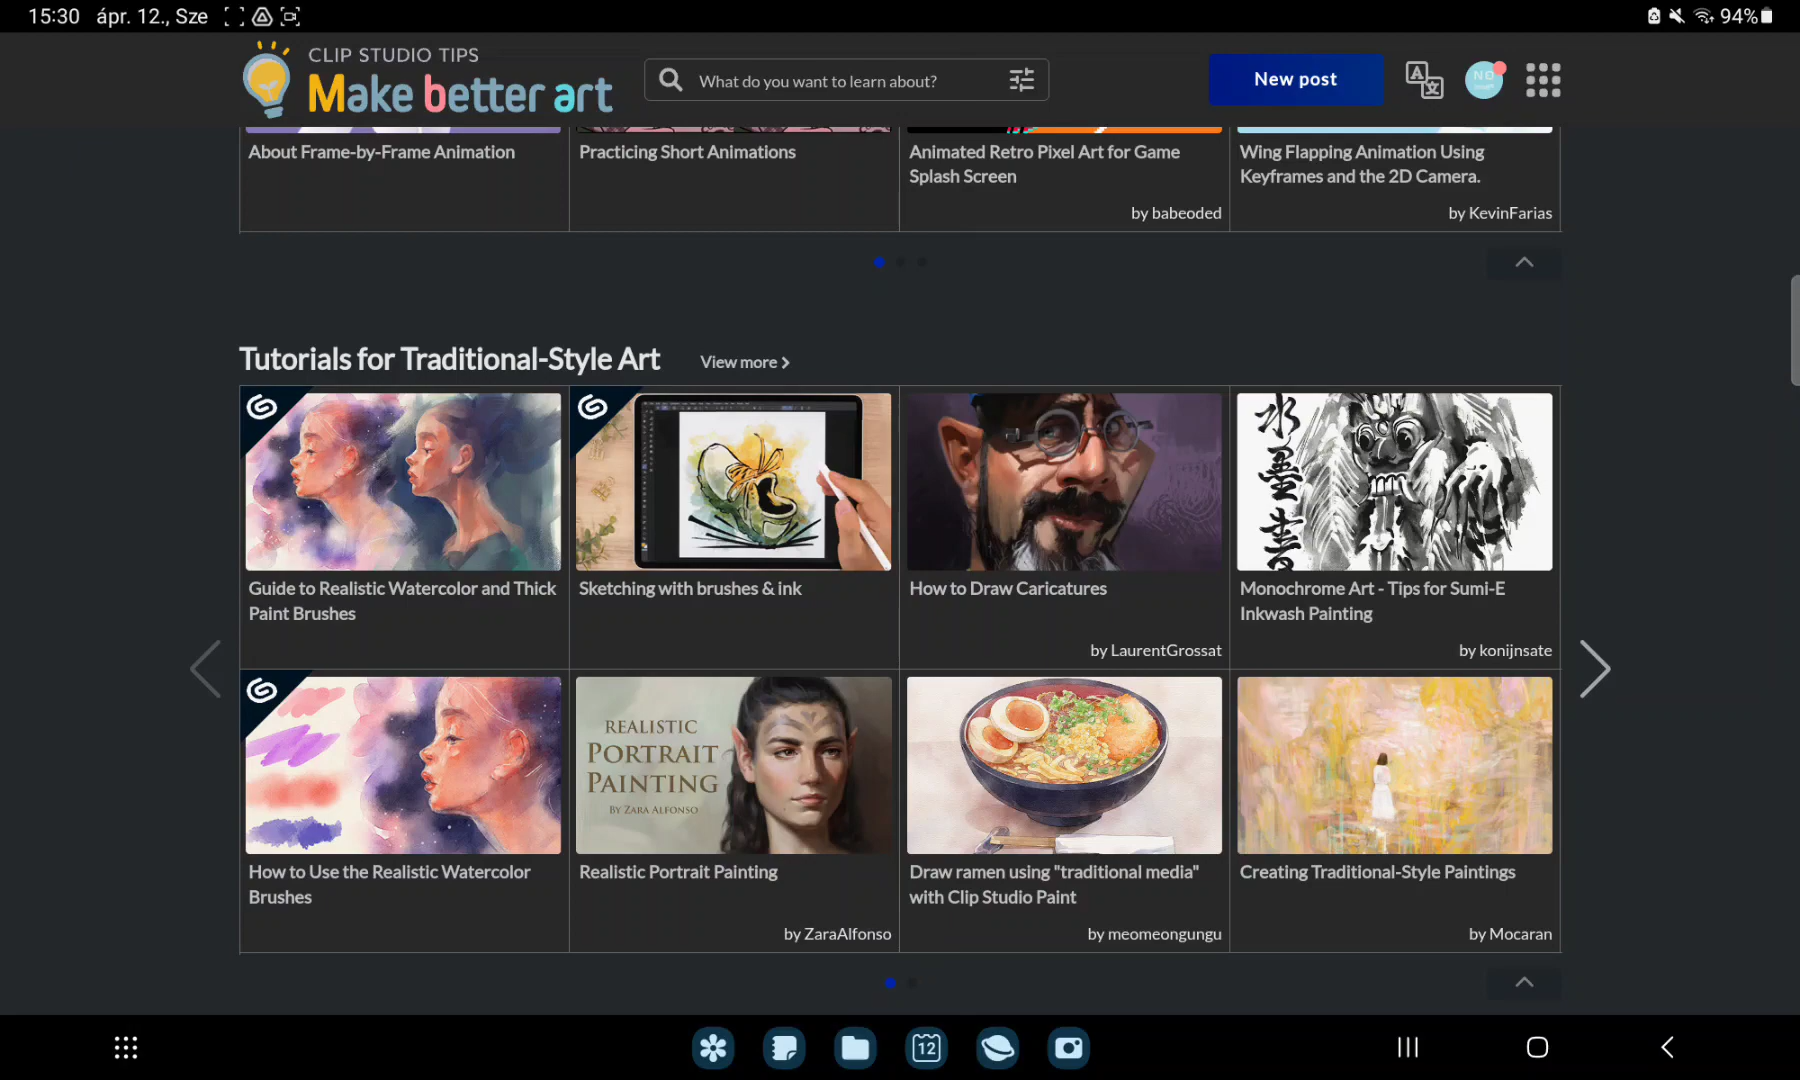 15:30 ápr. 12., Sze
94%
CLIP STUDIO TIPS
Make better art
What do you want to learn about?
New post
About Frame-by-Frame Animation
Practicing Short Animations
Animated Retro Pixel Art for Game
Splash Screen
by babeoded
Wing Flapping Animation Using
Keyframes and the 2D Camera.
by KevinFarias
Tutorials for Traditional-Style Art
View more
Guide to Realistic Watercolor and Thick
Paint Brushes
Sketching with brushes & ink
How to Draw Caricatures
by LaurentGrossat
水墨
Monochrome Art - Tips for Sumi-E
Inkwash Painting
by konijnsate
How to Use the Realistic Watercolor
Brushes
REALISTIC
PORTRAIT
PAINTING
BY ZARA ALFONSO
Realistic Portrait Painting
by ZaraAlfonso
Draw ramen using "traditional media"
with Clip Studio Paint
by meomeongungu
Creating Traditional-Style Paintings
by Mocaran
12